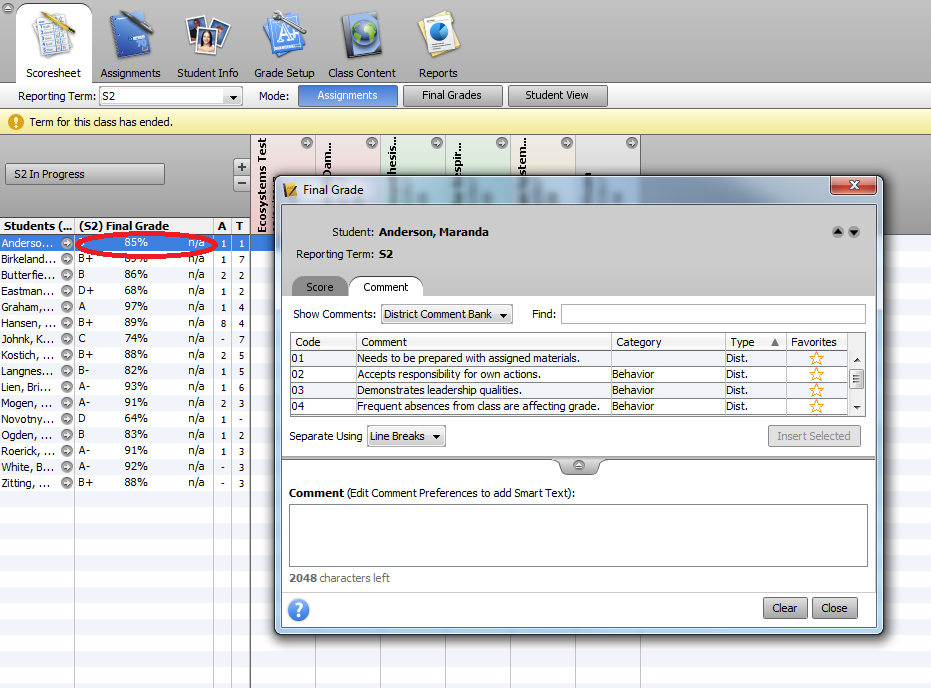 Scoresheet Assignments Student Info Grade Setup Class Content Reports
Reporting Term: S2 Mode: Assignments Final Grades Student View
Term for this class has ended.
S2 In Progress
+
−
Ecosystems Test
Students (... (S2) Final Grade A T
Anderso... 85% n/a 1 1
Birkeland... B+ 89% n/a 1 7
Butterfie... B 86% n/a 2 2
Eastman... D+ 68% n/a 1 2
Graham,... A 97% n/a 1 4
Hansen, ... B+ 89% n/a 8 4
Johnk, K... C 74% n/a - 7
Kostich, ... B+ 88% n/a 2 5
Langnes... B- 82% n/a 1 5
Lien, Bri... A- 93% n/a 1 6
Mogen, ... A- 91% n/a 2 3
Novotny... D 64% n/a 1 -
Ogden, ... B 83% n/a 1 2
Roerick, ... A- 91% n/a 1 3
White, B... A- 92% n/a - 3
Zitting, ... B+ 88% n/a - 3
Final Grade
Student: Anderson, Maranda
Reporting Term: S2
Score Comment
Show Comments: District Comment Bank Find:
Code Comment Category Type Favorites
01 Needs to be prepared with assigned materials. Dist.
02 Accepts responsibility for own actions. Behavior Dist.
03 Demonstrates leadership qualities. Behavior Dist.
04 Frequent absences from class are affecting grade. Behavior Dist.
Separate Using Line Breaks Insert Selected
Comment (Edit Comment Preferences to add Smart Text):
2048 characters left
? Clear Close